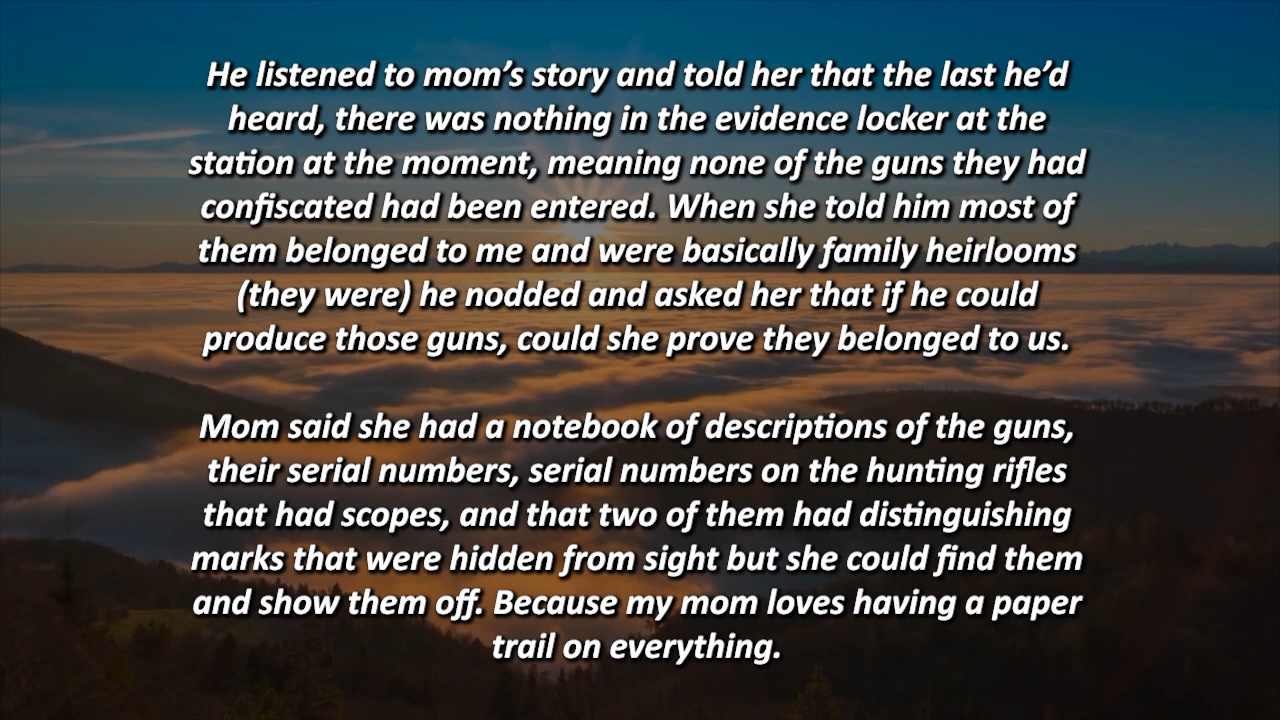 He listened to mom’s story and told her that the last he’d
heard, there was nothing in the evidence locker at the
station at the moment, meaning none of the guns they had
confiscated had been entered. When she told him most of
them belonged to me and were basically family heirlooms
(they were) he nodded and asked her that if he could
produce those guns, could she prove they belonged to us.
Mom said she had a notebook of descriptions of the guns,
their serial numbers, serial numbers on the hunting rifles
that had scopes, and that two of them had distinguishing
marks that were hidden from sight but she could find them
and show them off. Because my mom loves having a paper
trail on everything.